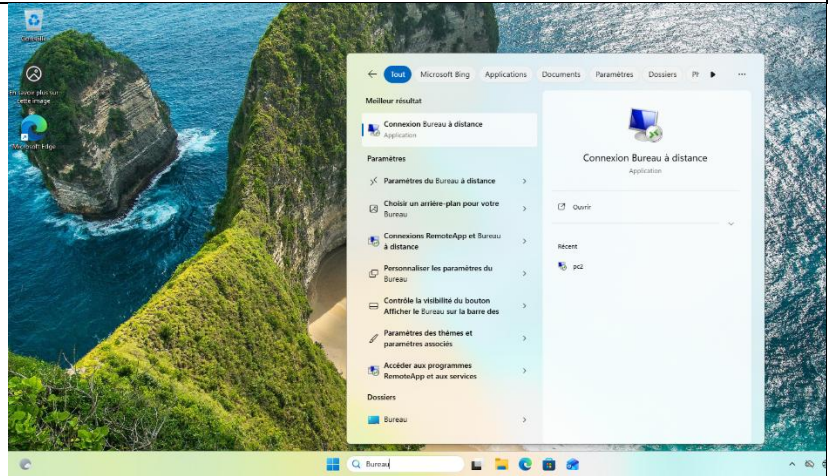 Corbeille
En savoir plus sur
cette image
Microsoft Edge
Tout Microsoft Bing Applications Documents Paramètres Dossiers Pł
Meilleur résultat
Connexion Bureau à distance
Application
Paramètres
Paramètres du Bureau à distance
Choisir un arrière-plan pour votre
Bureau
Connexions RemoteApp et Bureau
à distance
Personnaliser les paramètres du
Bureau
Contrôle la visibilité du bouton
Afficher le Bureau sur la barre des
Paramètres des thèmes et
paramètres associés
Accéder aux programmes
RemoteApp et aux services
Dossiers
Bureau
Connexion Bureau à distance
Application
Ouvrir
Récent
pc2
Bureau